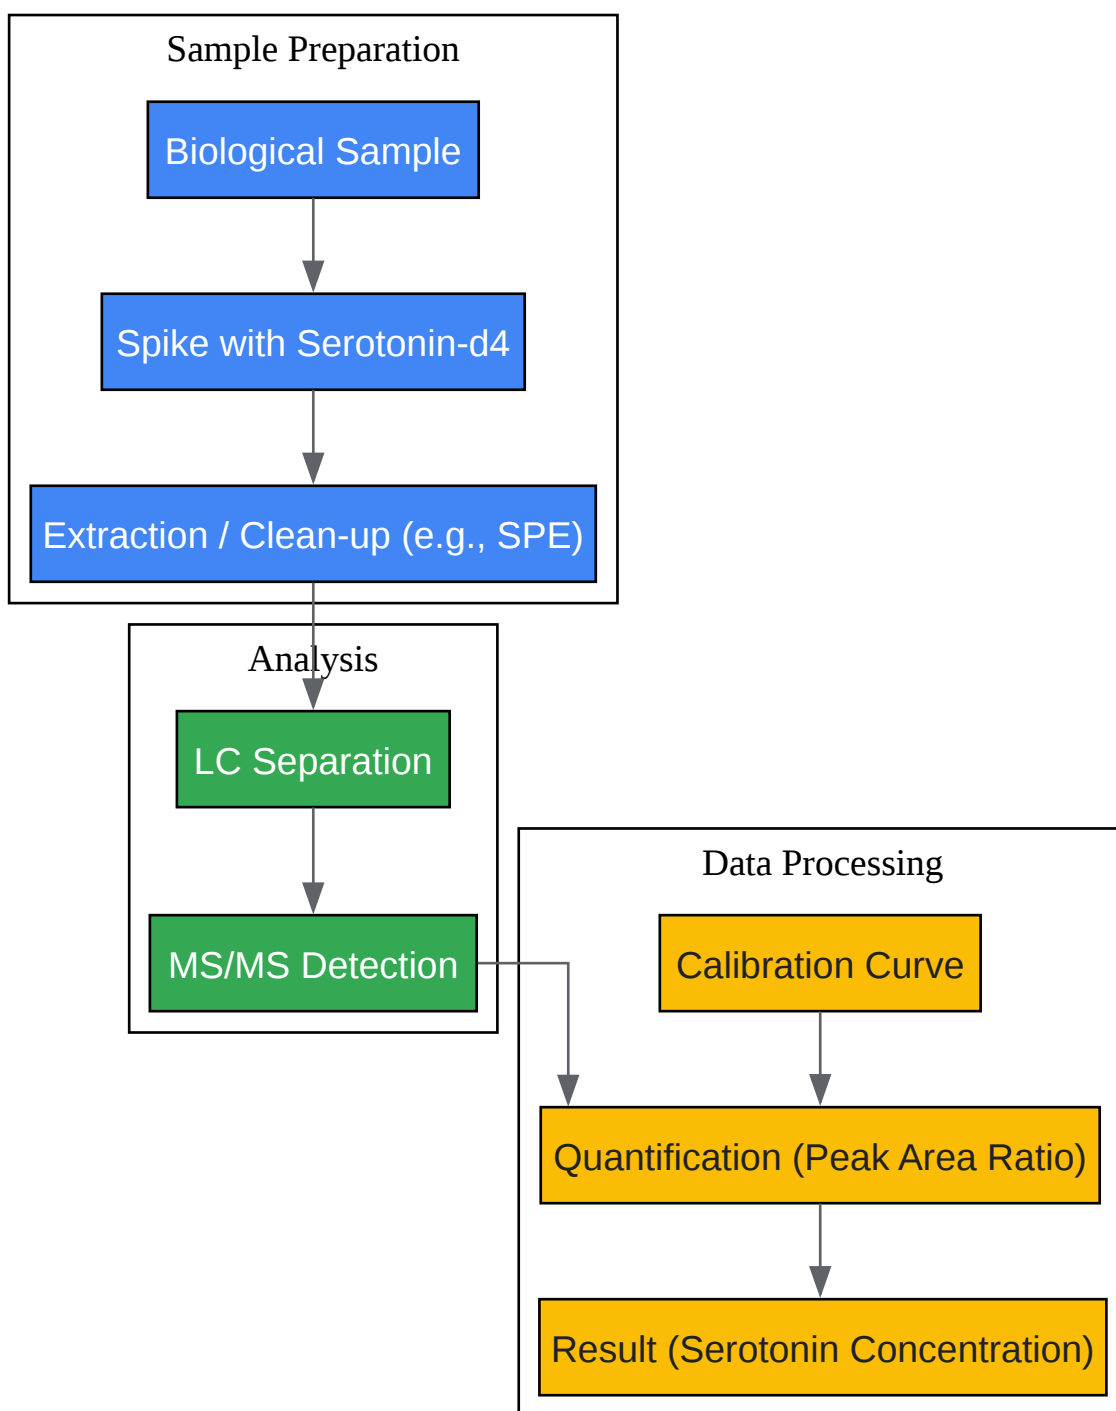 Sample Preparation
Biological Sample
Spike with Serotonin-d4
Extraction / Clean-up (e.g., SPE)
Analysis
LC Separation
MS/MS Detection
Data Processing
Calibration Curve
Quantification (Peak Area Ratio)
Result (Serotonin Concentration)